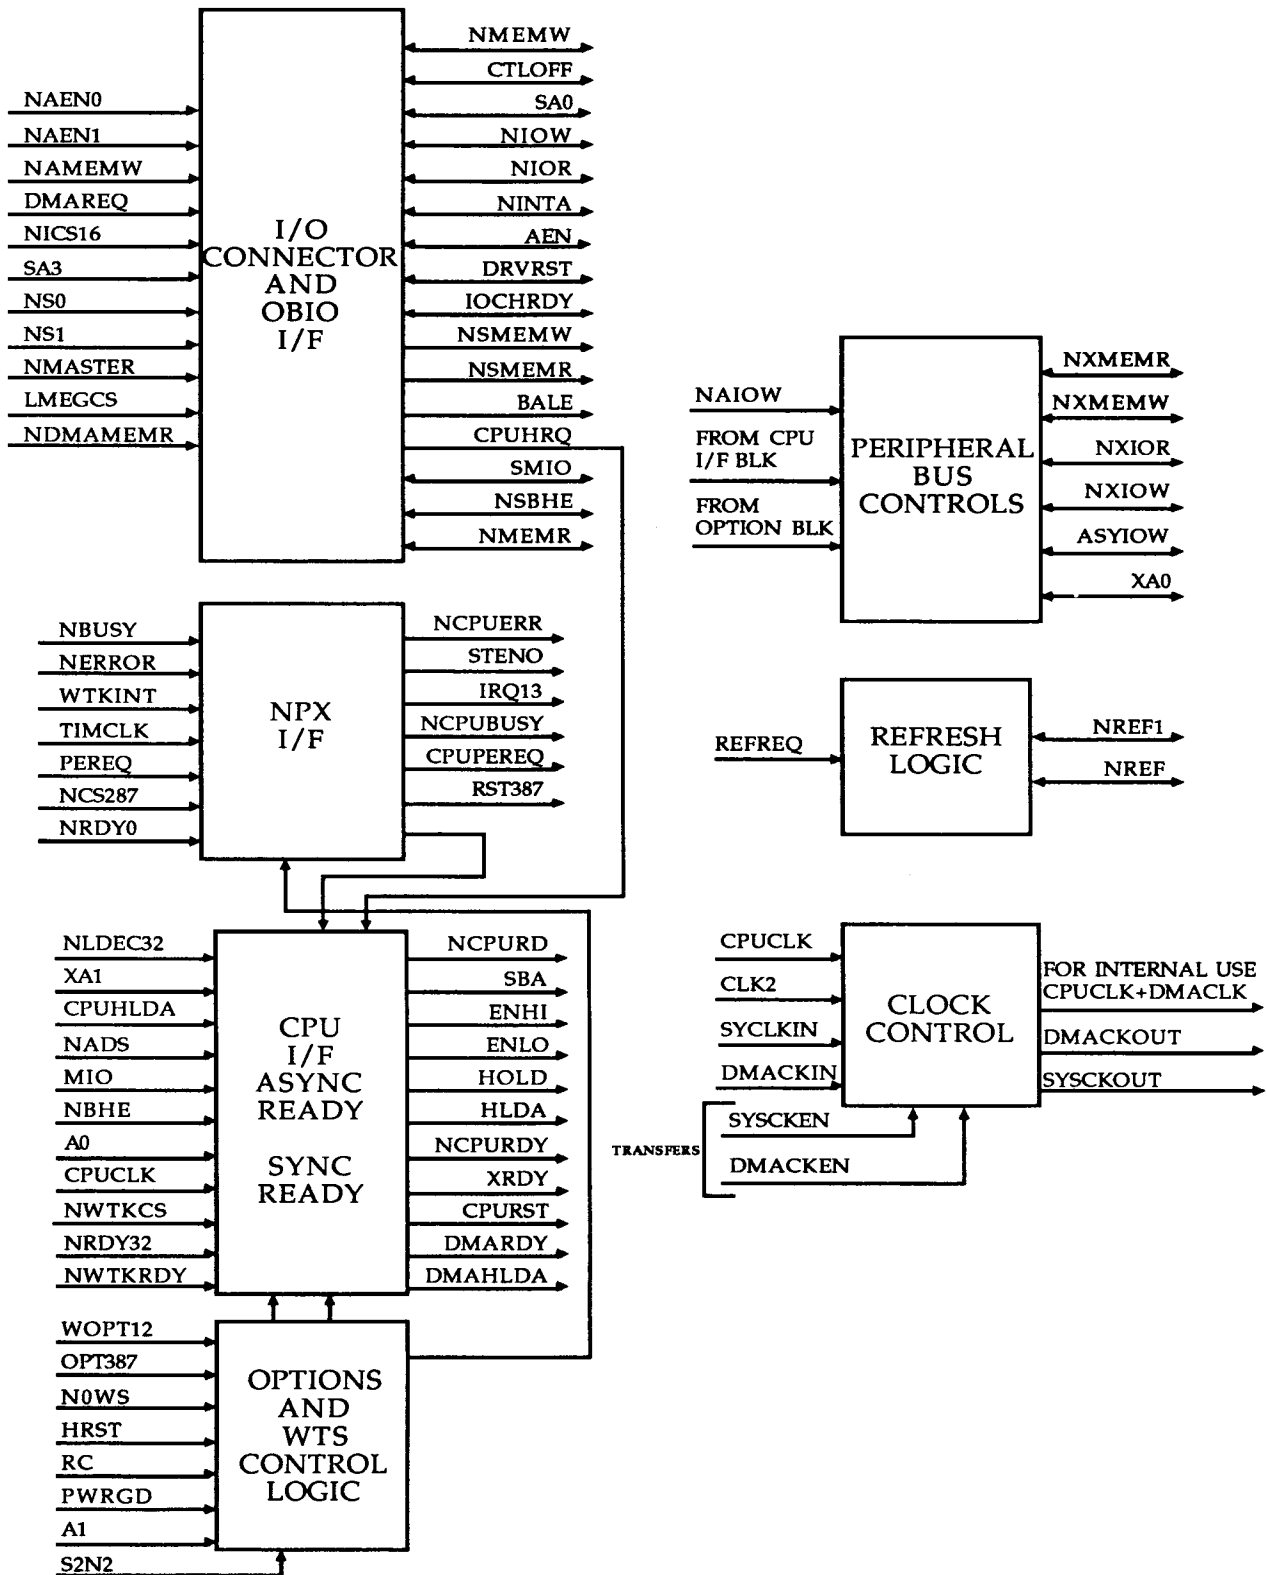 NAEN0
NAEN1
NAMEMW
DMAREQ
NICS16
SA3
NS0
NS1
NMASTER
LMEGCS
NDMAMEMR
I/O
CONNECTOR
AND
OBIO
I/F
NMEMW
CTLOFF
SA0
NIOW
NIOR
NINTA
AEN
DRVRST
IOCHRDY
NSMEMW
NSMEMR
BALE
CPUHRQ
SMIO
NSBHE
NMEMR
NBUSY
NERROR
WTKINT
TIMCLK
PEREQ
NCS287
NRDY0
NPX
I/F
NCPUERR
STENO
IRQ13
NCPUBUSY
CPUPEREQ
RST387
NLDEC32
XA1
CPUHLDA
NADS
MIO
NBHE
A0
CPUCLK
NWTKCS
NRDY32
NWTKRDY
CPU
I/F
ASYNC
READY
SYNC
READY
NCPURD
SBA
ENHI
ENLO
HOLD
HLDA
NCPURDY
XRDY
CPURST
DMARDY
DMAHLDA
WOPT12
OPT387
N0WS
HRST
RC
PWRGD
A1
S2N2
OPTIONS
AND
WTS
CONTROL
LOGIC
NAIOW
FROM CPU
I/F BLK
FROM
OPTION BLK
PERIPHERAL
BUS
CONTROLS
NXMEMR
NXMEMW
NXIOR
NXIOW
ASYIOW
XA0
REFREQ
REFRESH
LOGIC
NREF1
NREF
CPUCLK
CLK2
SYCLKIN
DMACKIN
TRANSFERS
SYSCKEN
DMACKEN
CLOCK
CONTROL
FOR INTERNAL USE
CPUCLK+DMACLK
DMACKOUT
SYSCKOUT